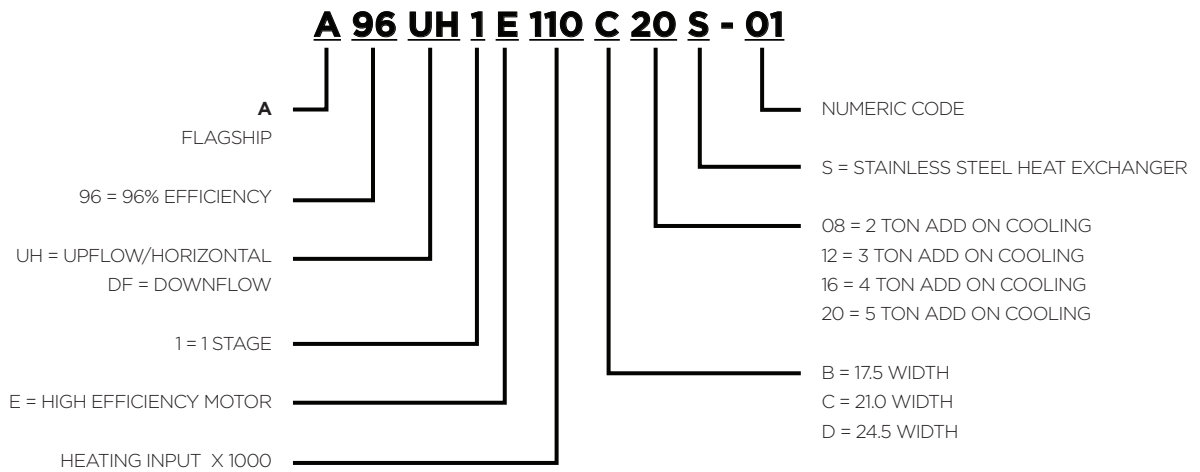 A 96 UH 1 E 110 C 20 S - 01
A
FLAGSHIP
96 = 96% EFFICIENCY
UH = UPFLOW/HORIZONTAL
DF = DOWNFLOW
1 = 1 STAGE
E = HIGH EFFICIENCY MOTOR
HEATING INPUT X 1000
NUMERIC CODE
S = STAINLESS STEEL HEAT EXCHANGER
08 = 2 TON ADD ON COOLING
12 = 3 TON ADD ON COOLING
16 = 4 TON ADD ON COOLING
20 = 5 TON ADD ON COOLING
B = 17.5 WIDTH
C = 21.0 WIDTH
D = 24.5 WIDTH